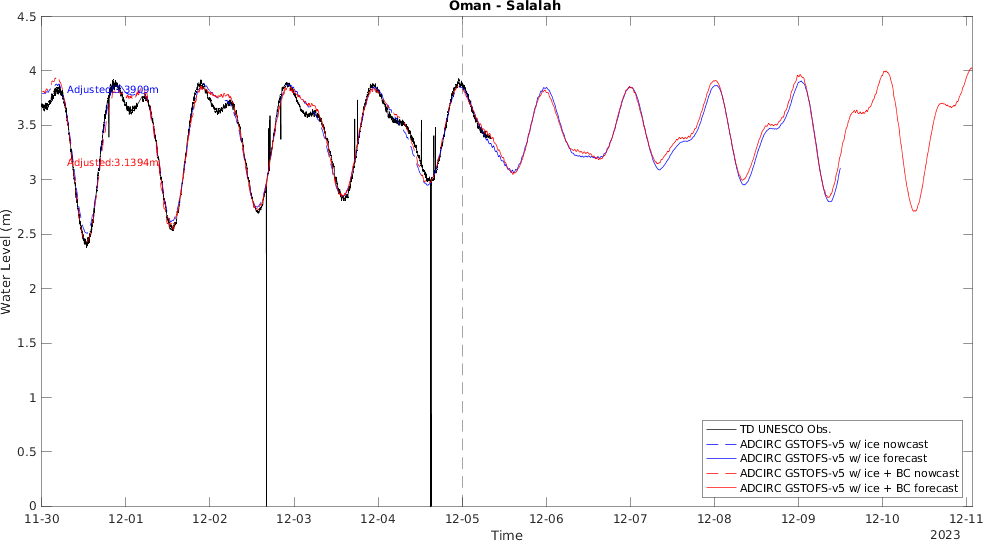 Oman - Salalah
4.5
4
3.5
3
2.5
2
1.5
1
0.5
0
Water Level (m)
Adjusted:3.3909m
Adjusted:3.1394m
TD UNESCO Obs.
ADCIRC GSTOFS-v5 w/ ice nowcast
ADCIRC GSTOFS-v5 w/ ice forecast
ADCIRC GSTOFS-v5 w/ ice + BC nowcast
ADCIRC GSTOFS-v5 w/ ice + BC forecast
11-30 12-01 12-02 12-03 12-04 12-05 12-06 12-07 12-08 12-09 12-10 12-11
Time
2023